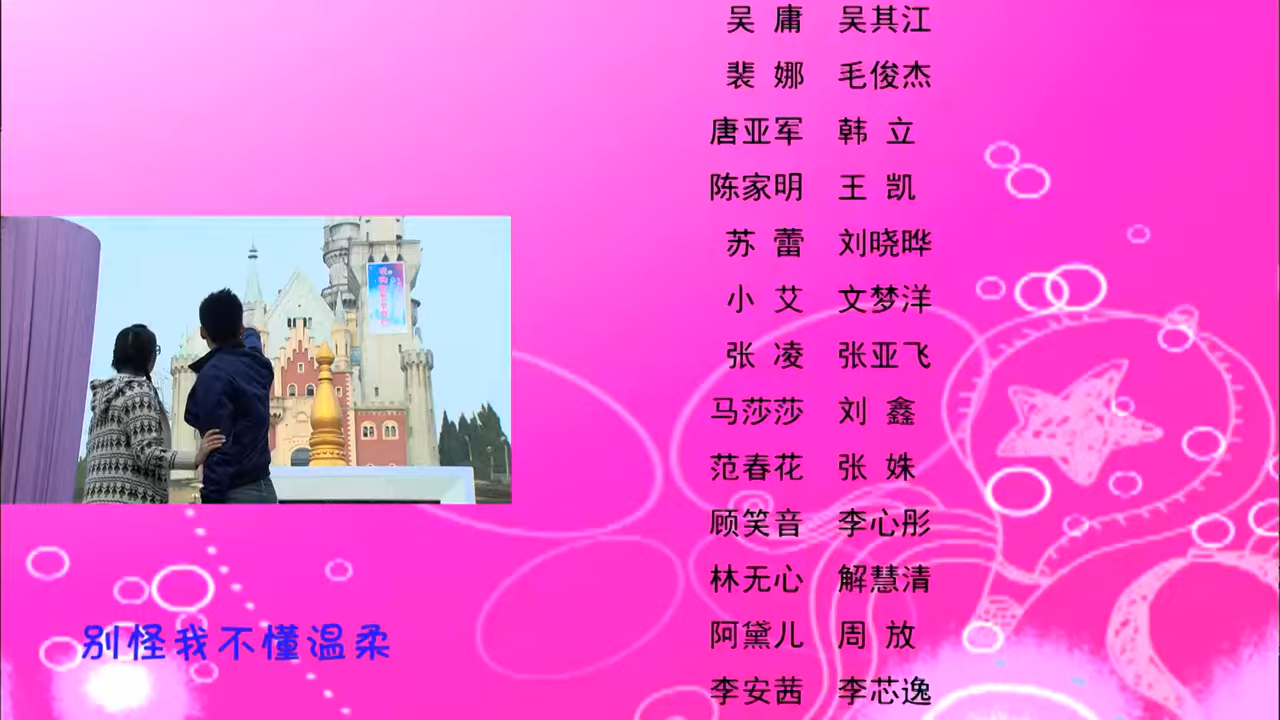 吴 庸 吴其江
裴 娜 毛俊杰
唐亚军 韩 立
陈家明 王 凯
苏 蕾 刘晓晔
小 艾 文梦洋
张 凌 张亚飞
马莎莎 刘 鑫
范春花 张 姝
顾笑音 李心彤
林无心 解慧清
阿黛儿 周 放
李安茜 李芯逸
别怪我不懂温柔